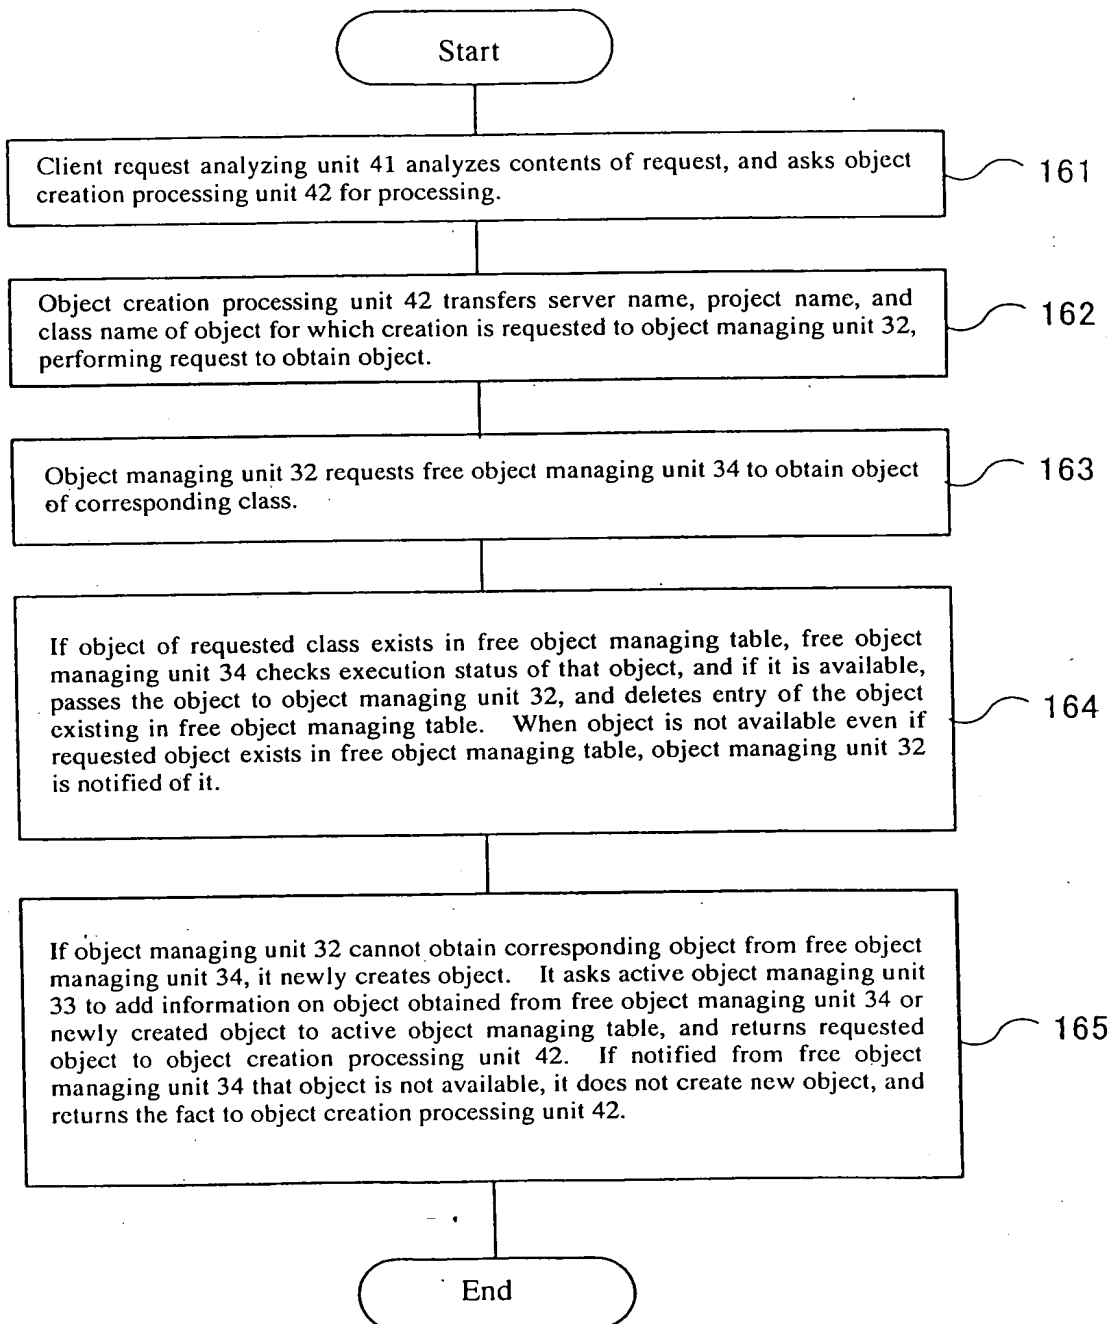 Start
Client request analyzing unit 41 analyzes contents of request, and asks object
creation processing unit 42 for processing.
161
Object creation processing unit 42 transfers server name, project name, and
class name of object for which creation is requested to object managing unit 32,
performing request to obtain object.
162
Object managing unit 32 requests free object managing unit 34 to obtain object
of corresponding class.
163
If object of requested class exists in free object managing table, free object
managing unit 34 checks execution status of that object, and if it is available,
passes the object to object managing unit 32, and deletes entry of the object
existing in free object managing table. When object is not available even if
requested object exists in free object managing table, object managing unit 32
is notified of it.
164
If object managing unit 32 cannot obtain corresponding object from free object
managing unit 34, it newly creates object. It asks active object managing unit
33 to add information on object obtained from free object managing unit 34 or
newly created object to active object managing table, and returns requested
object to object creation processing unit 42. If notified from free object
managing unit 34 that object is not available, it does not create new object, and
returns the fact to object creation processing unit 42.
165
End